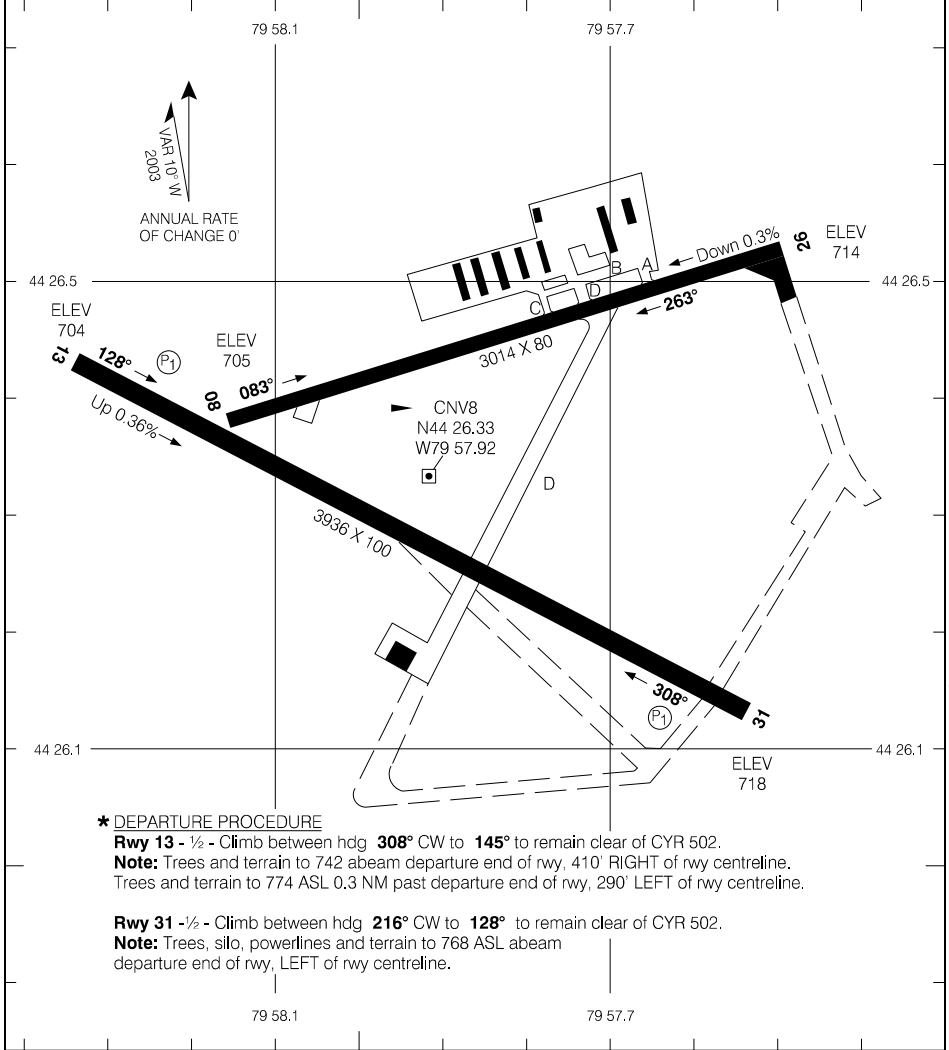 79 58.1
79 57.7
VAR 10° W
2003
ANNUAL RATE
OF CHANGE 0'
26
ELEV
714
Down 0.3%
A
B
D
C
263°
44 26.5
44 26.5
ELEV
704
13
128°
P1
ELEV
705
08
083°
3014 X 80
Up 0.36%
CNV8
N44 26.33
W79 57.92
D
3936 X 100
308°
P1
31
44 26.1
44 26.1
ELEV
718
* DEPARTURE PROCEDURE
Rwy 13 - ½ - Climb between hdg 308° CW to 145° to remain clear of CYR 502.
Note: Trees and terrain to 742 abeam departure end of rwy, 410' RIGHT of rwy centreline.
Trees and terrain to 774 ASL 0.3 NM past departure end of rwy, 290' LEFT of rwy centreline.
Rwy 31 -½ - Climb between hdg 216° CW to 128° to remain clear of CYR 502.
Note: Trees, silo, powerlines and terrain to 768 ASL abeam
departure end of rwy, LEFT of rwy centreline.
79 58.1
79 57.7